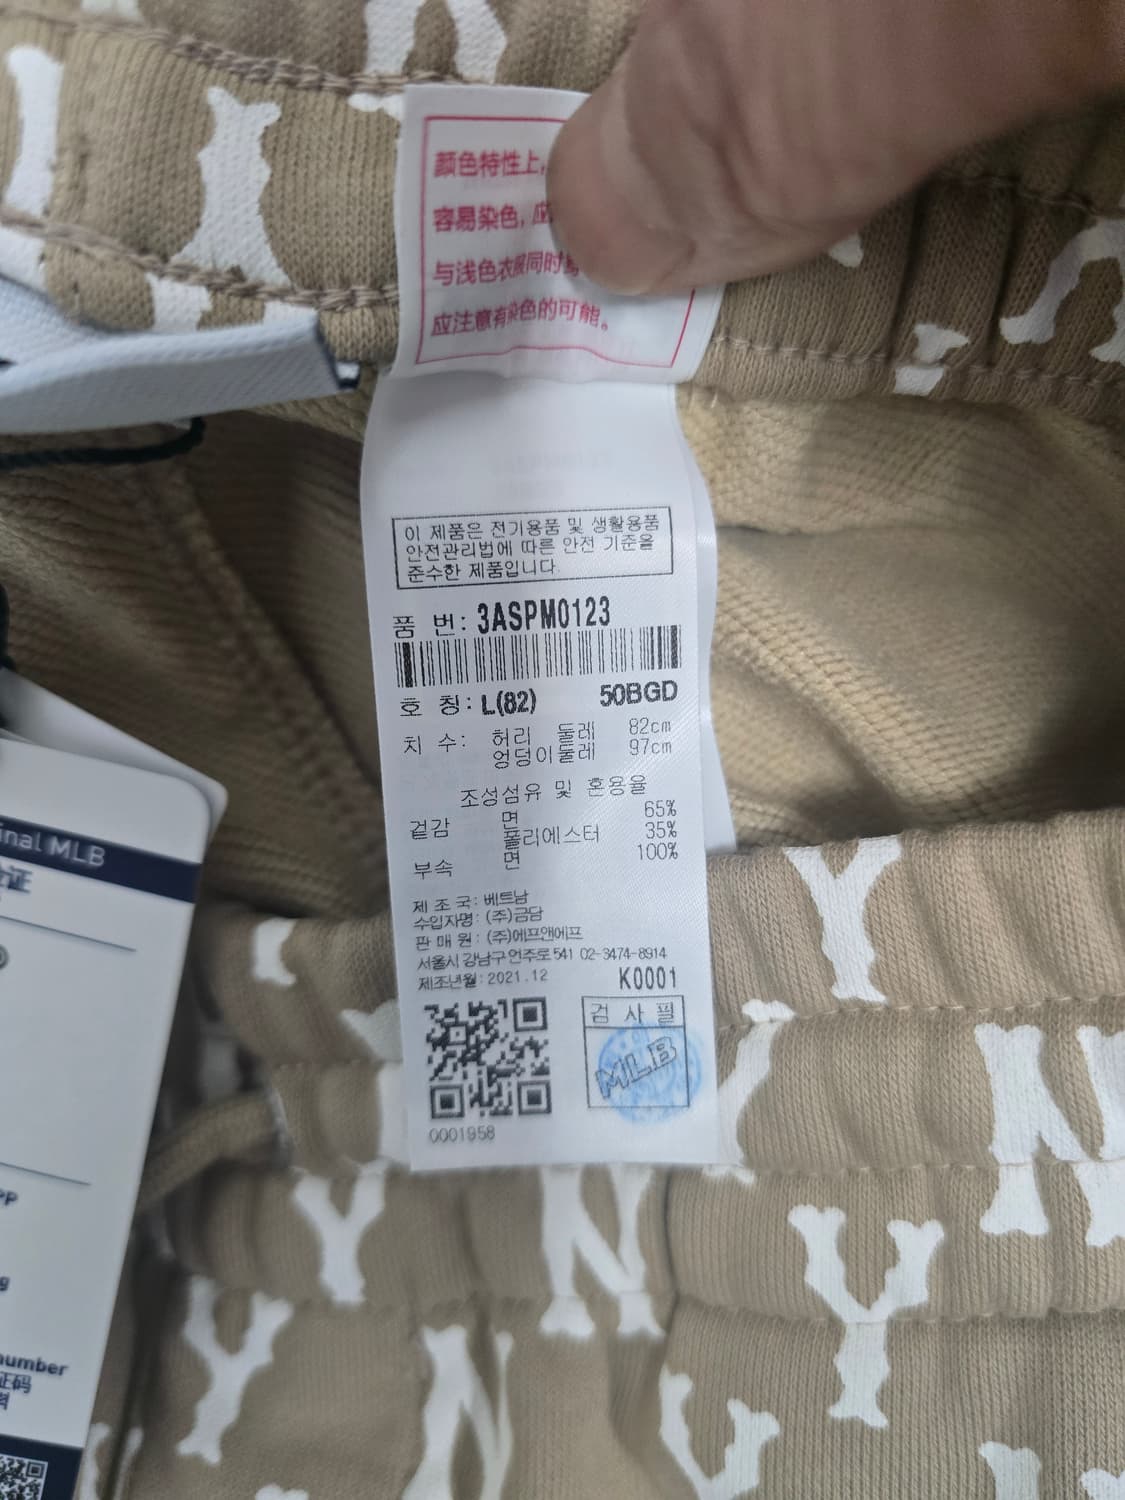 颜色特性上,
容易染色, 应
与浅色衣服同时
应注意有染色的可能。
이 제품은 전기용품 및 생활용품
안전관리법에 따른 안전 기준을
준수한 제품입니다.
품 번: 3ASPM0123
호 칭: L(82) 50BGD
치 수: 허리 둘레 82cm
엉덩이둘레 97cm
조성섬유 및 혼용율
겉감 면 65%
폴리에스터 35%
부속 면 100%
제 조 국: 베트남
수입자명: (주)금담
판 매 원: (주)에프앤에프
서울시 강남구 언주로 541 02-3474-8914
제조년월: 2021.12 K0001
검 사 필
MLB
0001958
inal MLB
证
number
证码